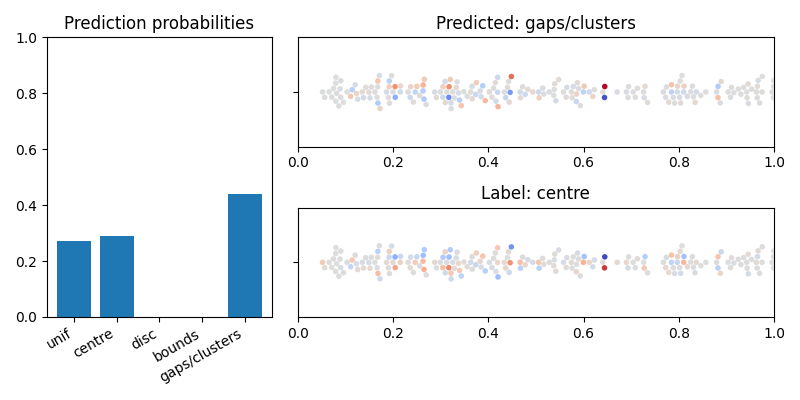 Prediction probabilities
1.0
0.8
0.6
0.4
0.2
0.0
unif
centre
disc
bounds
gaps/clusters
Predicted: gaps/clusters
0.0 0.2 0.4 0.6 0.8 1.0
Label: centre
0.0 0.2 0.4 0.6 0.8 1.0